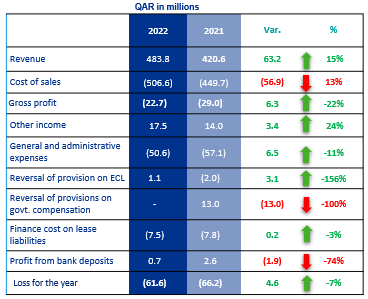 QAR in millions
2022 2021 Var. %
Revenue 483.8 420.6 63.2 15%
Cost of sales (506.6) (449.7) (56.9) 13%
Gross profit (22.7) (29.0) 6.3 -22%
Other income 17.5 14.0 3.4 24%
General and administrative
expenses (50.6) (57.1) 6.5 -11%
Reversal of provision on ECL 1.1 (2.0) 3.1 -156%
Reversal of provisions on
govt. compensation - 13.0 (13.0) -100%
Finance cost on lease
liabilities (7.5) (7.8) 0.2 -3%
Profit from bank deposits 0.7 2.6 (1.9) -74%
Loss for the year (61.6) (66.2) 4.6 -7%